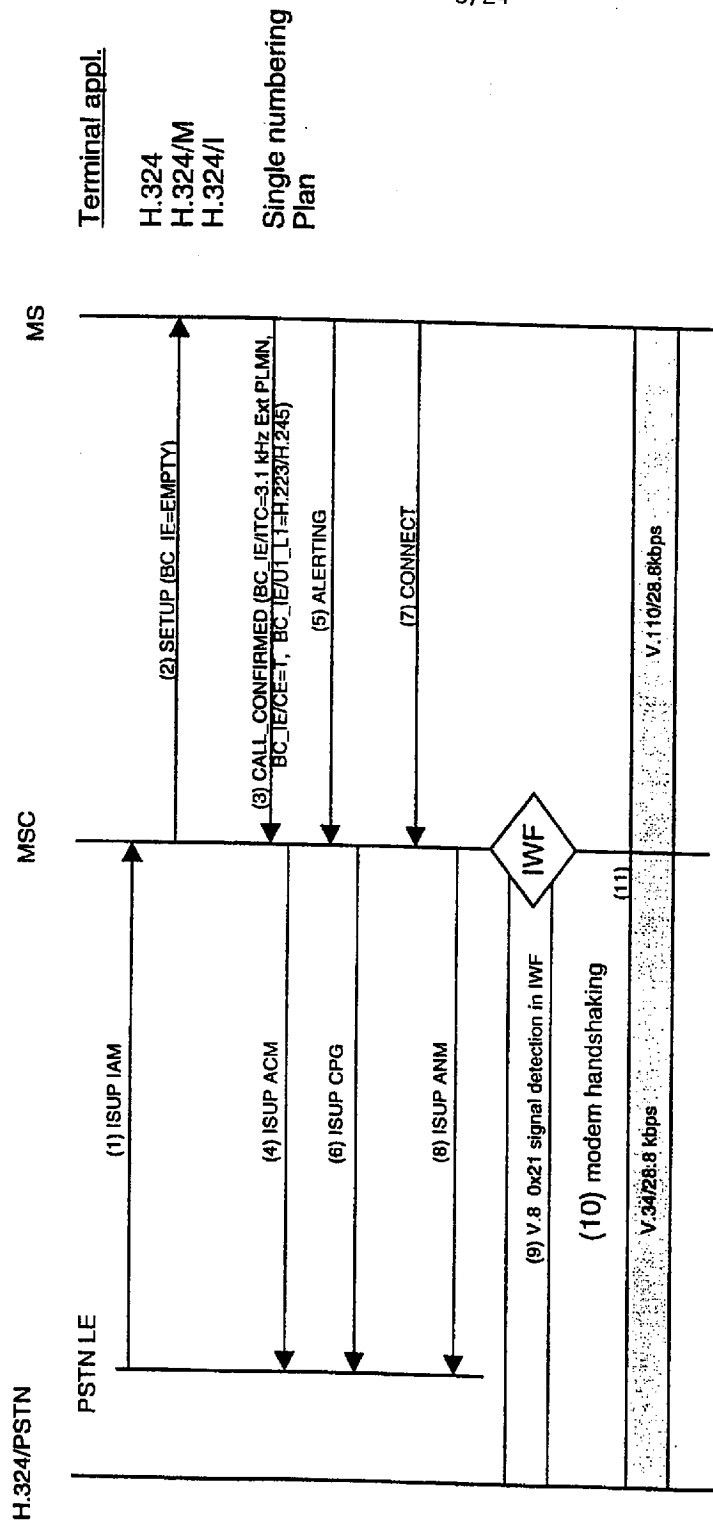 H.324/PSTN
PSTN LE
MSC
MS
Terminal appl.
H.324
H.324/M
H.324/I
Single numbering
Plan
(1) ISUP IAM
(2) SETUP (BC_IE=EMPTY)
(3) CALL_CONFIRMED (BC_IE/ITC=3.1 kHz Ext PLMN,
BC_IE/CE=T, BC_IE/U1_L1=H.223/H.245)
(4) ISUP ACM
(5) ALERTING
(6) ISUP CPG
(7) CONNECT
(8) ISUP ANM
IWF
(9) V.8 0x21 signal detection in IWF
(10) modem handshaking
(11)
V.34/28:8 kbps
V.110/28.8kbps